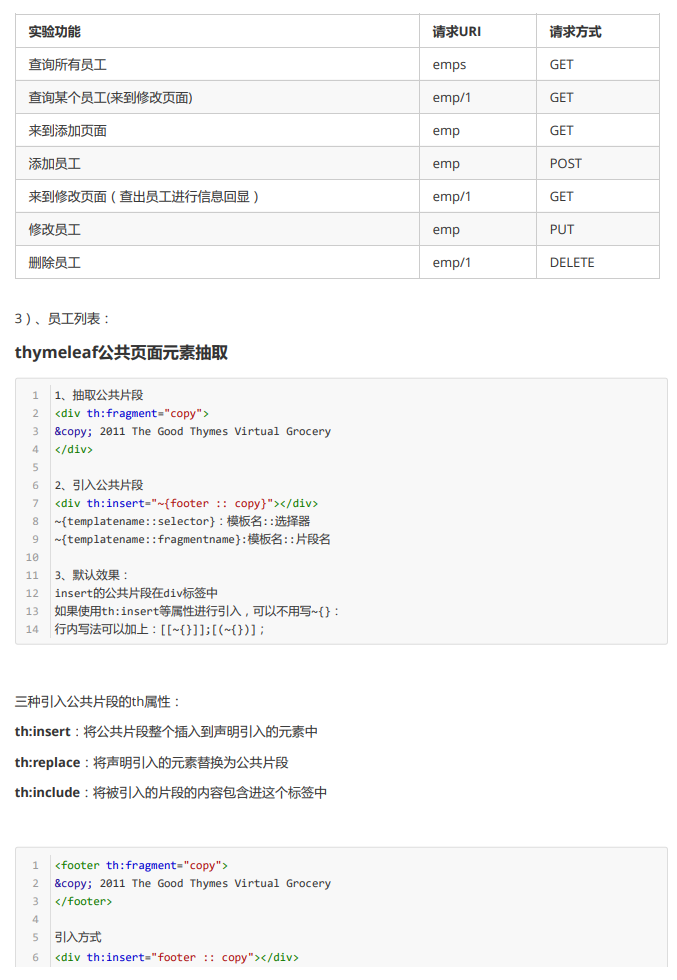 实验功能 请求URI 请求方式
查询所有员工 emps GET
查询某个员工(来到修改页面) emp/1 GET
来到添加页面 emp GET
添加员工 emp POST
来到修改页面（查出员工进行信息回显） emp/1 GET
修改员工 emp PUT
删除员工 emp/1 DELETE
3）、员工列表：
thymeleaf公共页面元素抽取
1 1、抽取公共片段
2 <div th:fragment="copy">
3 &copy; 2011 The Good Thymes Virtual Grocery
4 </div>
5
6 2、引入公共片段
7 <div th:insert="~{footer :: copy}"></div>
8 ~{templatename::selector}：模板名::选择器
9 ~{templatename::fragmentname}:模板名::片段名
10
11 3、默认效果：
12 insert的公共片段在div标签中
13 如果使用th:insert等属性进行引入，可以不用写~{}：
14 行内写法可以加上：[[~{}]];[(~{})]；
三种引入公共片段的th属性：
th:insert：将公共片段整个插入到声明引入的元素中
th:replace：将声明引入的元素替换为公共片段
th:include：将被引入的片段的内容包含进这个标签中
1 <footer th:fragment="copy">
2 &copy; 2011 The Good Thymes Virtual Grocery
3 </footer>
4
5 引入方式
6 <div th:insert="footer :: copy"></div>